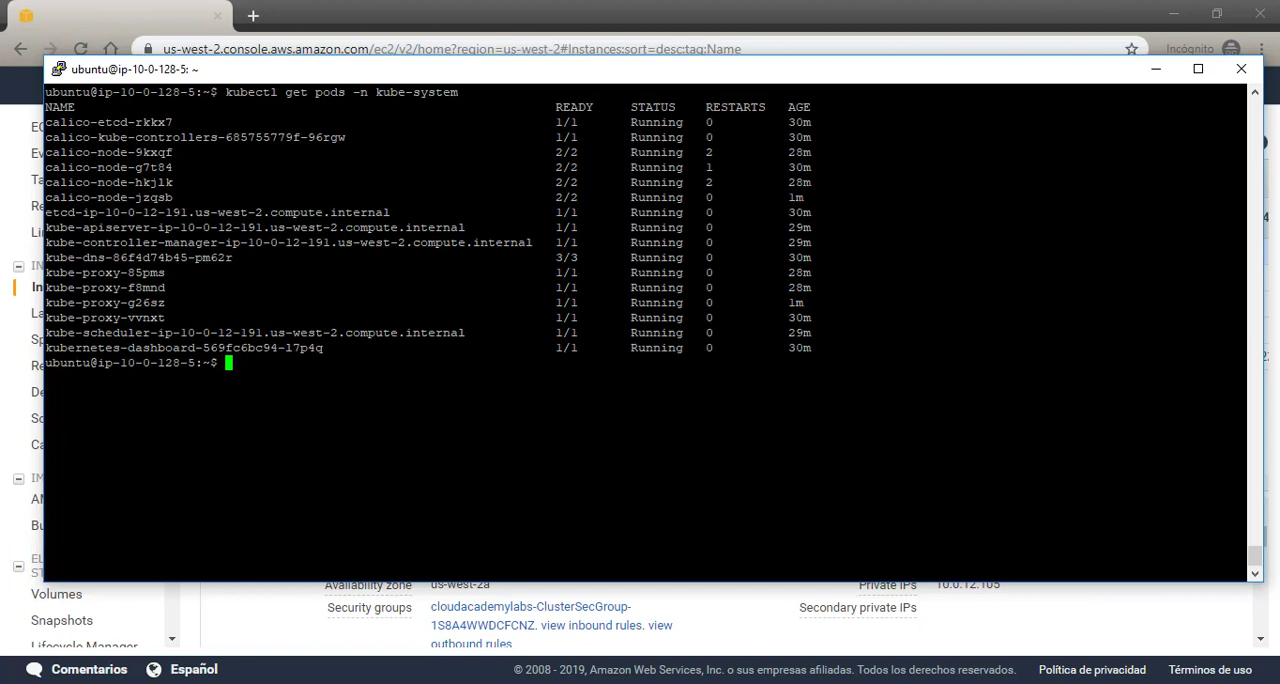 us-west-2.console.aws.amazon.com/ec2/v2/home?region=us-west-2#Instances:sort=desc:tag:Name
Incógnito
ubuntu@ip-10-0-128-5: ~
ubuntu@ip-10-0-128-5:~$ kubectl get pods -n kube-system
NAME READY STATUS RESTARTS AGE
calico-etcd-rkkx7 1/1 Running 0 30m
calico-kube-controllers-685755779f-96rgw 1/1 Running 0 30m
calico-node-9kxqf 2/2 Running 2 28m
calico-node-g7t84 2/2 Running 1 30m
calico-node-hkjlk 2/2 Running 2 28m
calico-node-jzqsb 2/2 Running 0 1m
etcd-ip-10-0-12-191.us-west-2.compute.internal 1/1 Running 0 30m
kube-apiserver-ip-10-0-12-191.us-west-2.compute.internal 1/1 Running 0 29m
kube-controller-manager-ip-10-0-12-191.us-west-2.compute.internal 1/1 Running 0 29m
kube-dns-86f4d74b45-pm62r 3/3 Running 0 30m
kube-proxy-85pms 1/1 Running 0 28m
kube-proxy-f8mnd 1/1 Running 0 28m
kube-proxy-g26sz 1/1 Running 0 1m
kube-proxy-vvnxt 1/1 Running 0 30m
kube-scheduler-ip-10-0-12-191.us-west-2.compute.internal 1/1 Running 0 29m
kubernetes-dashboard-569fc6bc94-l7p4q 1/1 Running 0 30m
ubuntu@ip-10-0-128-5:~$
Volumes
Snapshots
Lifecycle Manager
Availability zone us-west-2a
Private IPs 10.0.12.105
Security groups cloudacademylabs-ClusterSecGroup-
1S8A4WWDCFCNZ. view inbound rules. view
outbound rules
Secondary private IPs
Comentarios
Español
© 2008 - 2019, Amazon Web Services, Inc. o sus empresas afiliadas. Todos los derechos reservados.
Política de privacidad
Términos de uso